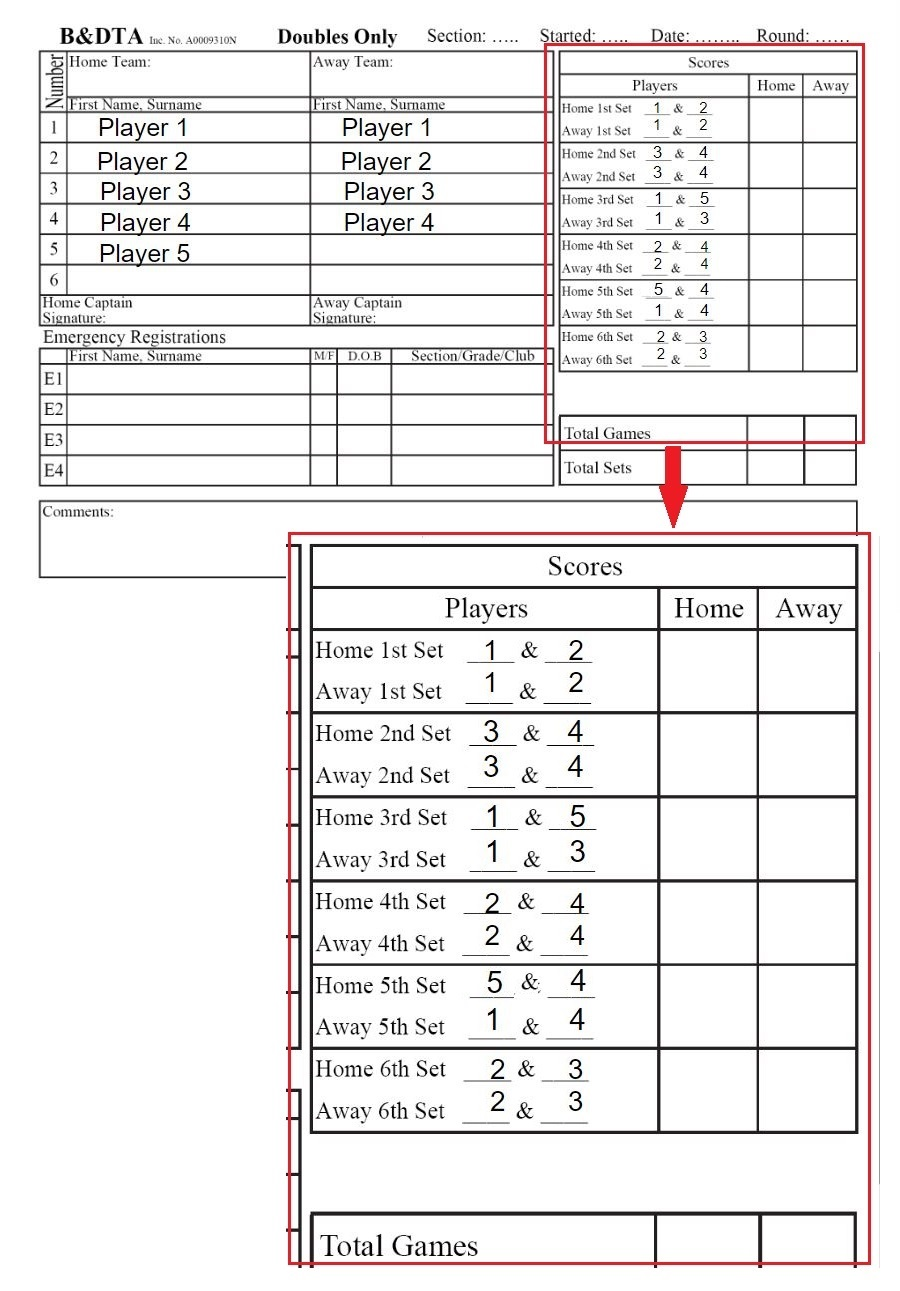 B&DTA Inc. No. A0009310N Doubles Only Section: ….. Started: ….. Date: …….. Round: ……
Number
Home Team: Away Team:
First Name, Surname First Name, Surname
1 Player 1 Player 1
2 Player 2 Player 2
3 Player 3 Player 3
4 Player 4 Player 4
5 Player 5
6
Home Captain Away Captain
Signature: Signature:
Emergency Registrations
First Name, Surname M/F D.O.B Section/Grade/Club
E1
E2
E3
E4
Scores
Players Home Away
Home 1st Set 1 & 2
Away 1st Set 1 & 2
Home 2nd Set 3 & 4
Away 2nd Set 3 & 4
Home 3rd Set 1 & 5
Away 3rd Set 1 & 3
Home 4th Set 2 & 4
Away 4th Set 2 & 4
Home 5th Set 5 & 4
Away 5th Set 1 & 4
Home 6th Set 2 & 3
Away 6th Set 2 & 3
Total Games
Total Sets
Comments:
Scores
Players Home Away
Home 1st Set 1 & 2
Away 1st Set 1 & 2
Home 2nd Set 3 & 4
Away 2nd Set 3 & 4
Home 3rd Set 1 & 5
Away 3rd Set 1 & 3
Home 4th Set 2 & 4
Away 4th Set 2 & 4
Home 5th Set 5 & 4
Away 5th Set 1 & 4
Home 6th Set 2 & 3
Away 6th Set 2 & 3
Total Games